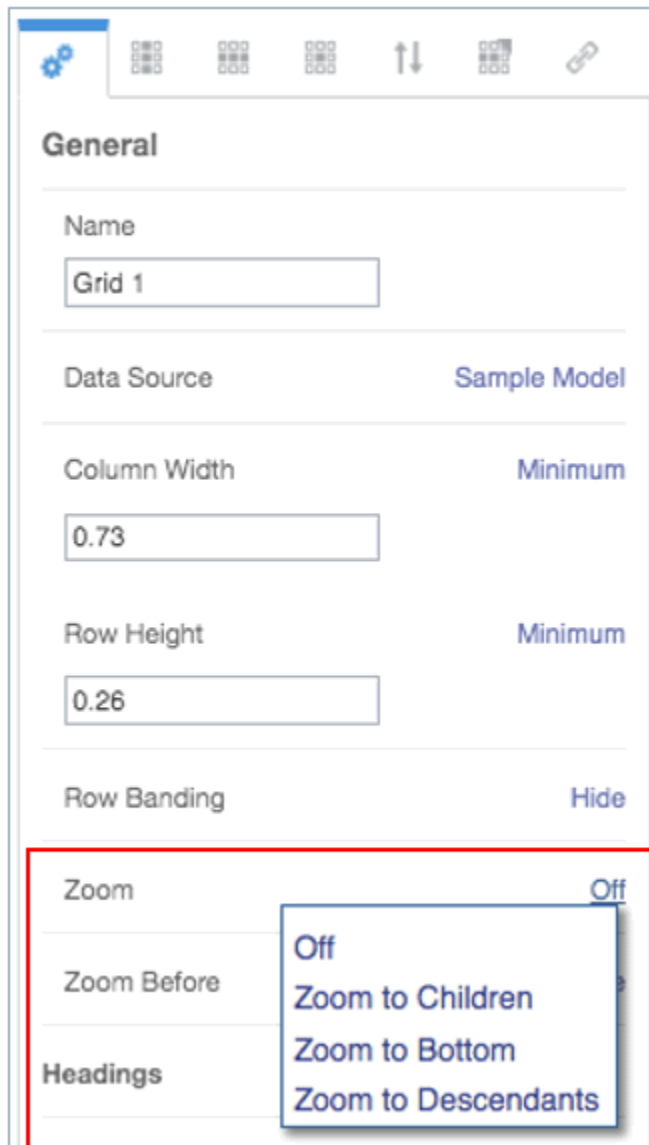 General
Name
Grid 1
Data Source Sample Model
Column Width Minimum
0.73
Row Height Minimum
0.26
Row Banding Hide
Zoom Off
Off
Zoom Before
Zoom to Children
Zoom to Bottom
Headings
Zoom to Descendants